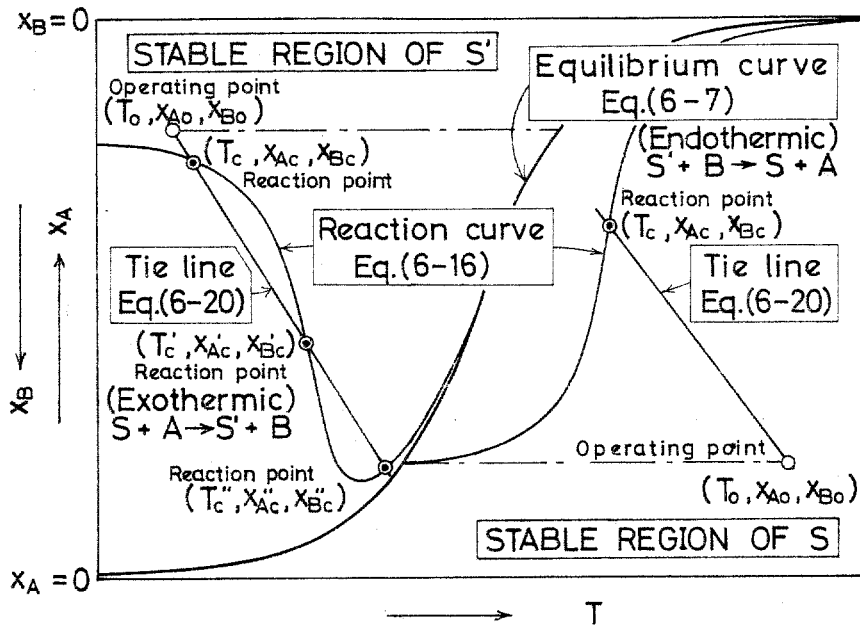 X_B = 0
STABLE REGION OF S'
Operating point
(T_o, X_Ao, X_Bo)
(T_c, X_Ac, X_Bc)
Reaction point
Equilibrium curve
Eq.(6-7)
(Endothermic)
S' + B → S + A
Reaction point
(T_c, X_Ac, X_Bc)
X_A
X_B
Tie line
Eq.(6-20)
Reaction curve
Eq.(6-16)
Tie line
Eq.(6-20)
(T_c', X_Ac', X_Bc')
Reaction point
(Exothermic)
S + A → S' + B
Reaction point
(T_c'', X_Ac'', X_Bc'')
Operating point
(T_o, X_Ao, X_Bo)
STABLE REGION OF S
X_A = 0
T